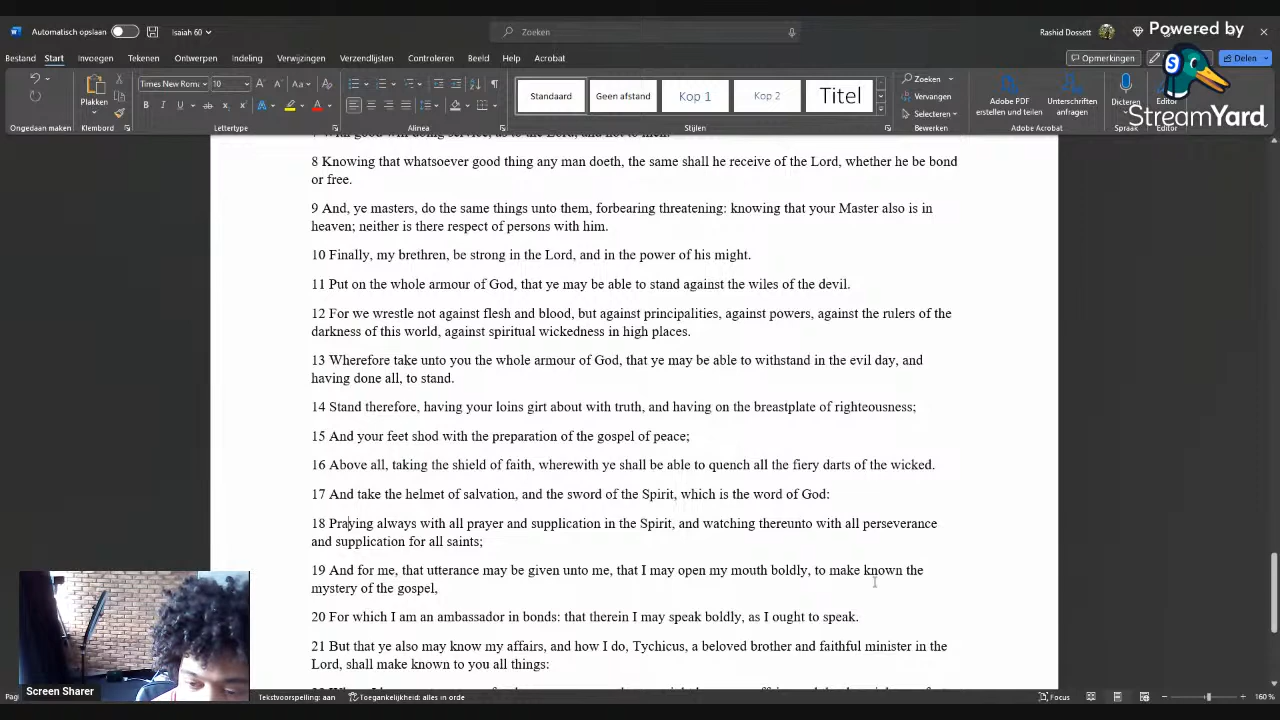 Automatisch opslaan
Isaiah 60
Zoeken
Rashid Dossett
Powered by
StreamYard
Bestand Start Invoegen Tekenen Ontwerpen Indeling Verwijzingen Verzendlijsten Controleren Beeld Help Acrobat
Opmerkingen
Delen
Plakken
Times New Roma 10
Standaard
Geen afstand
Kop 1
Kop 2
Titel
Zoeken
Vervangen
Selecteren
Adobe PDF
erstellen und teilen
Unterschriften
anfragen
Dicteren
Editor
Ongedaan maken Klembord Lettertype Alinea Stijlen Bewerken Adobe Acrobat Spraak Editor
7 With good will doing service, as to the Lord, and not to men:
8 Knowing that whatsoever good thing any man doeth, the same shall he receive of the Lord, whether he be bond
or free.
9 And, ye masters, do the same things unto them, forbearing threatening: knowing that your Master also is in
heaven; neither is there respect of persons with him.
10 Finally, my brethren, be strong in the Lord, and in the power of his might.
11 Put on the whole armour of God, that ye may be able to stand against the wiles of the devil.
12 For we wrestle not against flesh and blood, but against principalities, against powers, against the rulers of the
darkness of this world, against spiritual wickedness in high places.
13 Wherefore take unto you the whole armour of God, that ye may be able to withstand in the evil day, and
having done all, to stand.
14 Stand therefore, having your loins girt about with truth, and having on the breastplate of righteousness;
15 And your feet shod with the preparation of the gospel of peace;
16 Above all, taking the shield of faith, wherewith ye shall be able to quench all the fiery darts of the wicked.
17 And take the helmet of salvation, and the sword of the Spirit, which is the word of God:
18 Praying always with all prayer and supplication in the Spirit, and watching thereunto with all perseverance
and supplication for all saints;
19 And for me, that utterance may be given unto me, that I may open my mouth boldly, to make known the
mystery of the gospel,
20 For which I am an ambassador in bonds: that therein I may speak boldly, as I ought to speak.
21 But that ye also may know my affairs, and how I do, Tychicus, a beloved brother and faithful minister in the
Lord, shall make known to you all things:
Screen Sharer
Tekstvoorspelling: aan
Toegankelijkheid: alles in orde
Focus
160 %